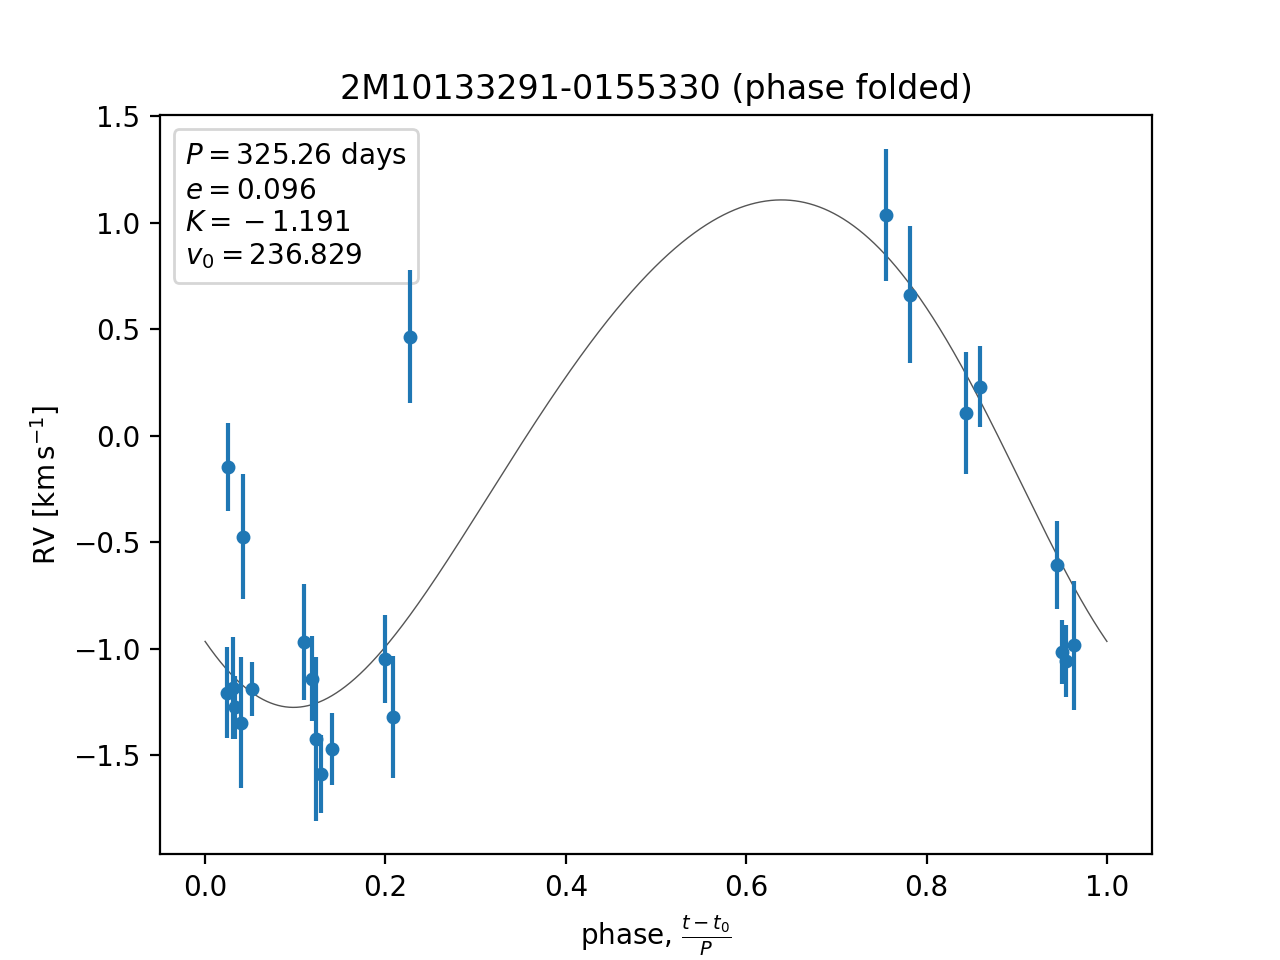 2M10133291-0155330 (phase folded)
P = 325.26 days
e = 0.096
K = −1.191
v₀ = 236.829
1.5
1.0
0.5
0.0
−0.5
−1.0
−1.5
RV [km s⁻¹]
0.0 0.2 0.4 0.6 0.8 1.0
phase, (t − t₀)/P